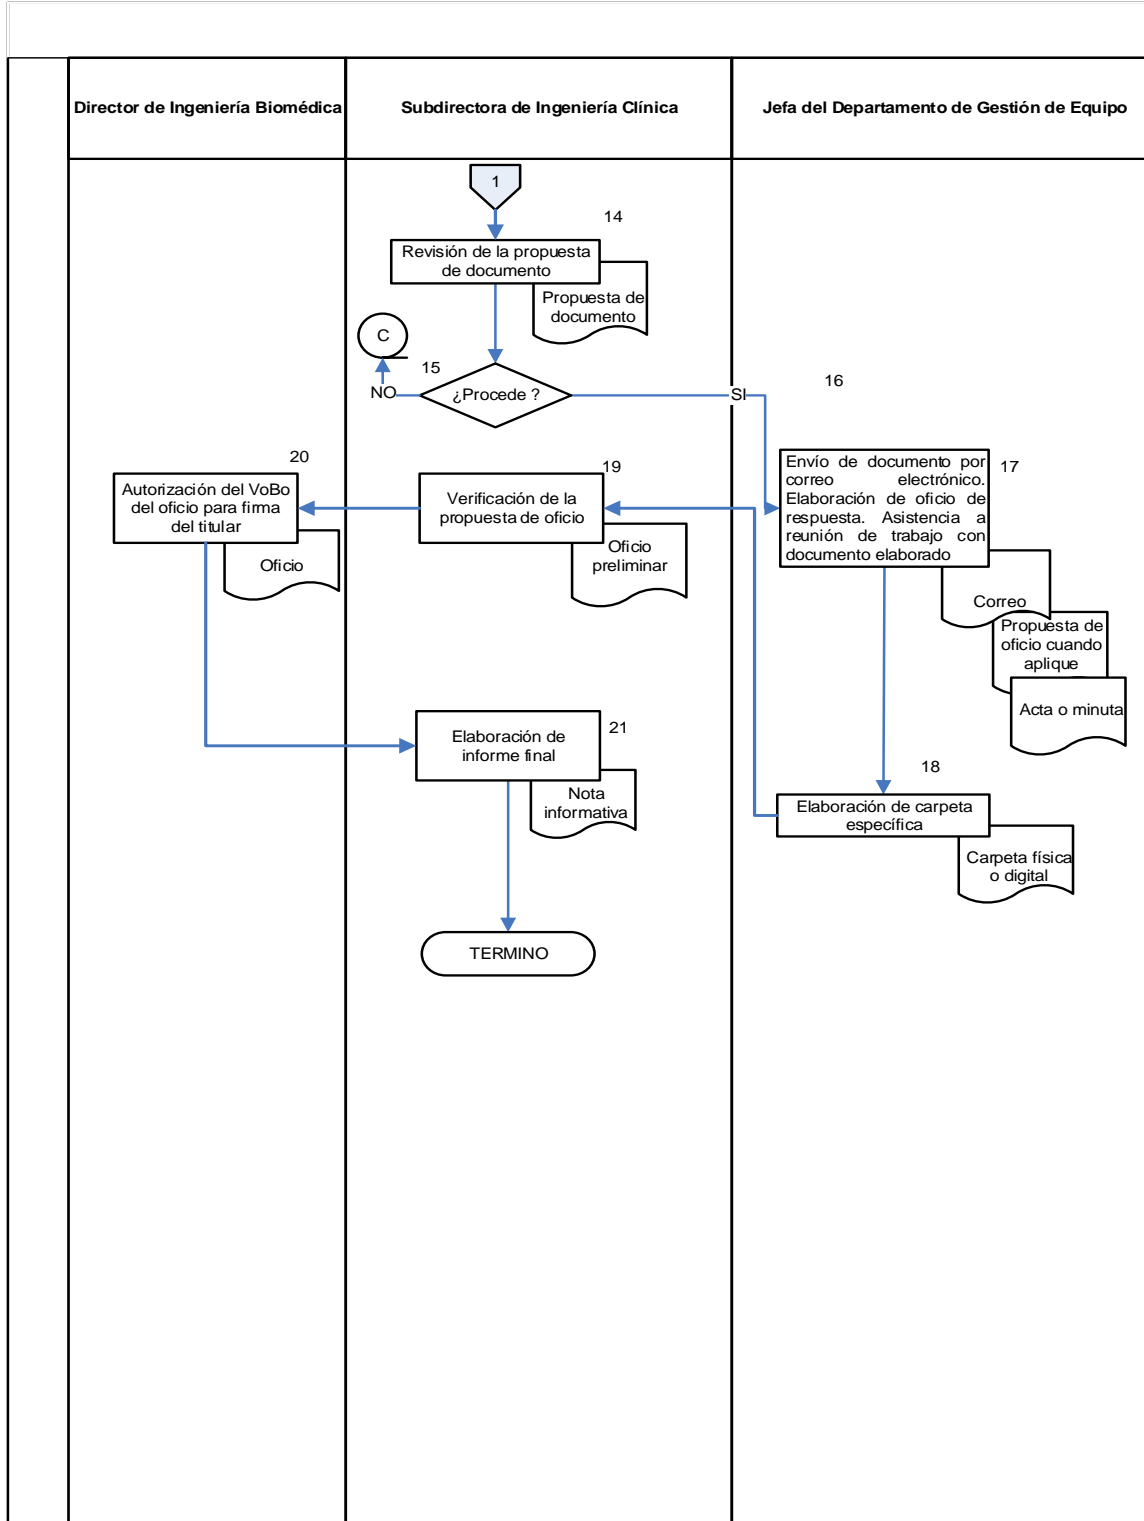 Director de Ingeniería Biomédica
Subdirectora de Ingeniería Clínica
Jefa del Departamento de Gestión de Equipo
1
14
Revisión de la propuesta
de documento
Propuesta de
documento
C
15
¿Procede ?
NO
SI
16
Envío de documento por
correo electrónico.
Elaboración de oficio de
respuesta. Asistencia a
reunión de trabajo con
documento elaborado
17
Correo
Propuesta de
oficio cuando
aplique
Acta o minuta
18
Elaboración de carpeta
específica
Carpeta física
o digital
19
Verificación de la
propuesta de oficio
Oficio
preliminar
20
Autorización del VoBo
del oficio para firma
del titular
Oficio
21
Elaboración de
informe final
Nota
informativa
TERMINO